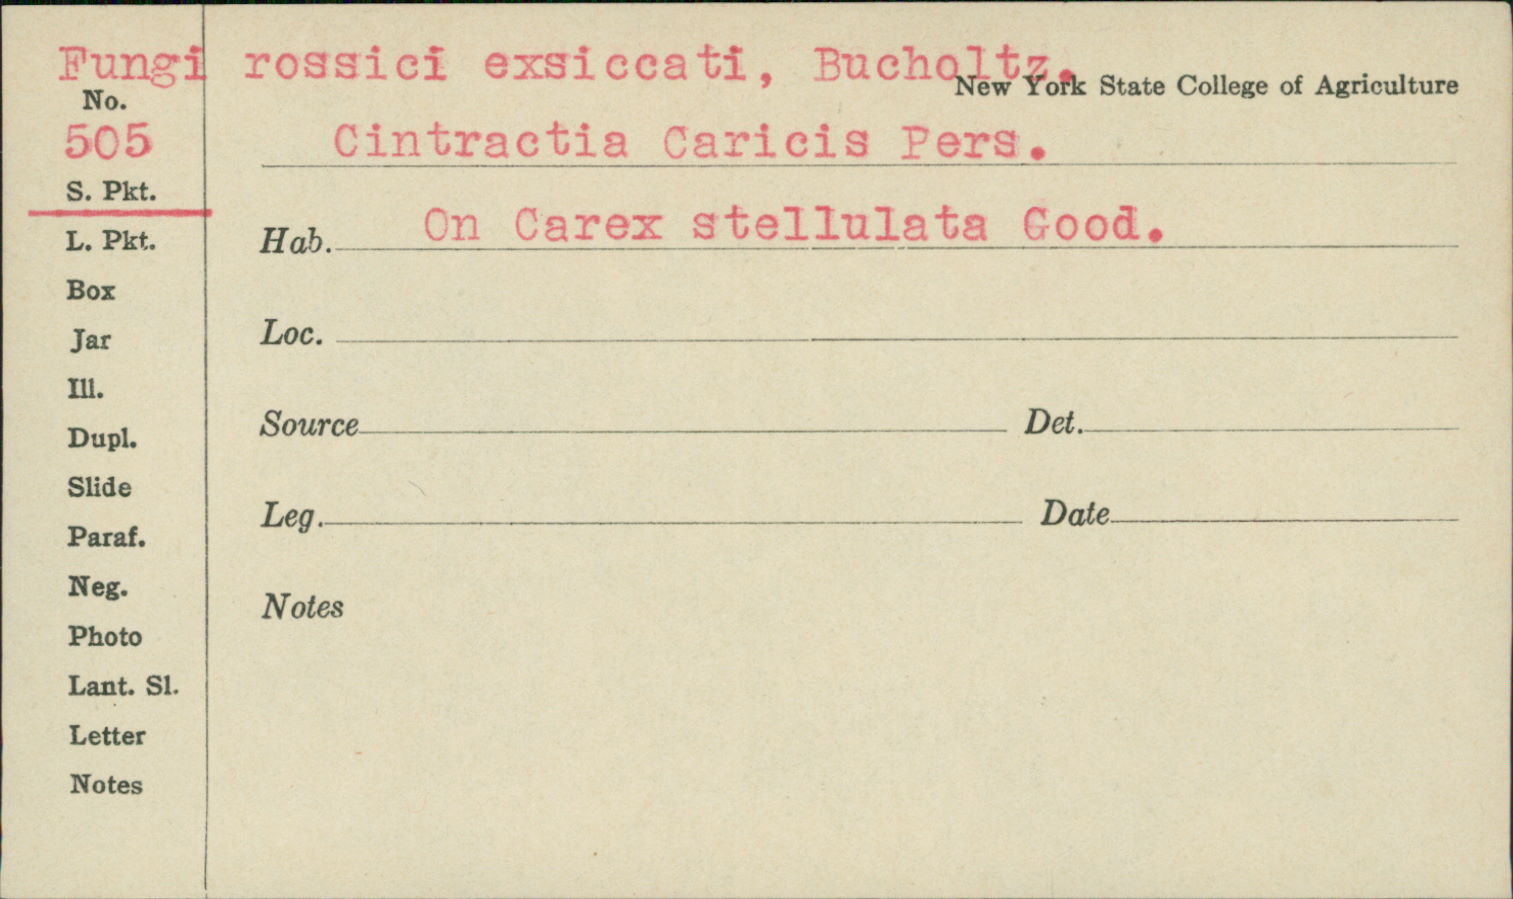 Fungi rossici exsiccati, Bucholtz.
New York State College of Agriculture
No.
505
Cintractia Caricis Pers.
S. Pkt.
Hab. On Carex stellulata Good.
L. Pkt.
Box
Loc.
Jar
Ill.
Source Det.
Dupl.
Slide
Leg. Date
Paraf.
Neg.
Notes
Photo
Lant. Sl.
Letter
Notes